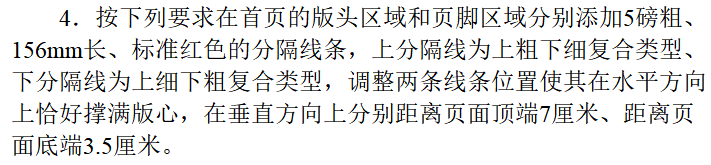 4．按下列要求在首页的版头区域和页脚区域分别添加5磅粗、
156mm长、标准红色的分隔线条，上分隔线为上粗下细复合类型、
下分隔线为上细下粗复合类型，调整两条线条位置使其在水平方向
上恰好撑满版心，在垂直方向上分别距离页面顶端7厘米、距离页
面底端3.5厘米。